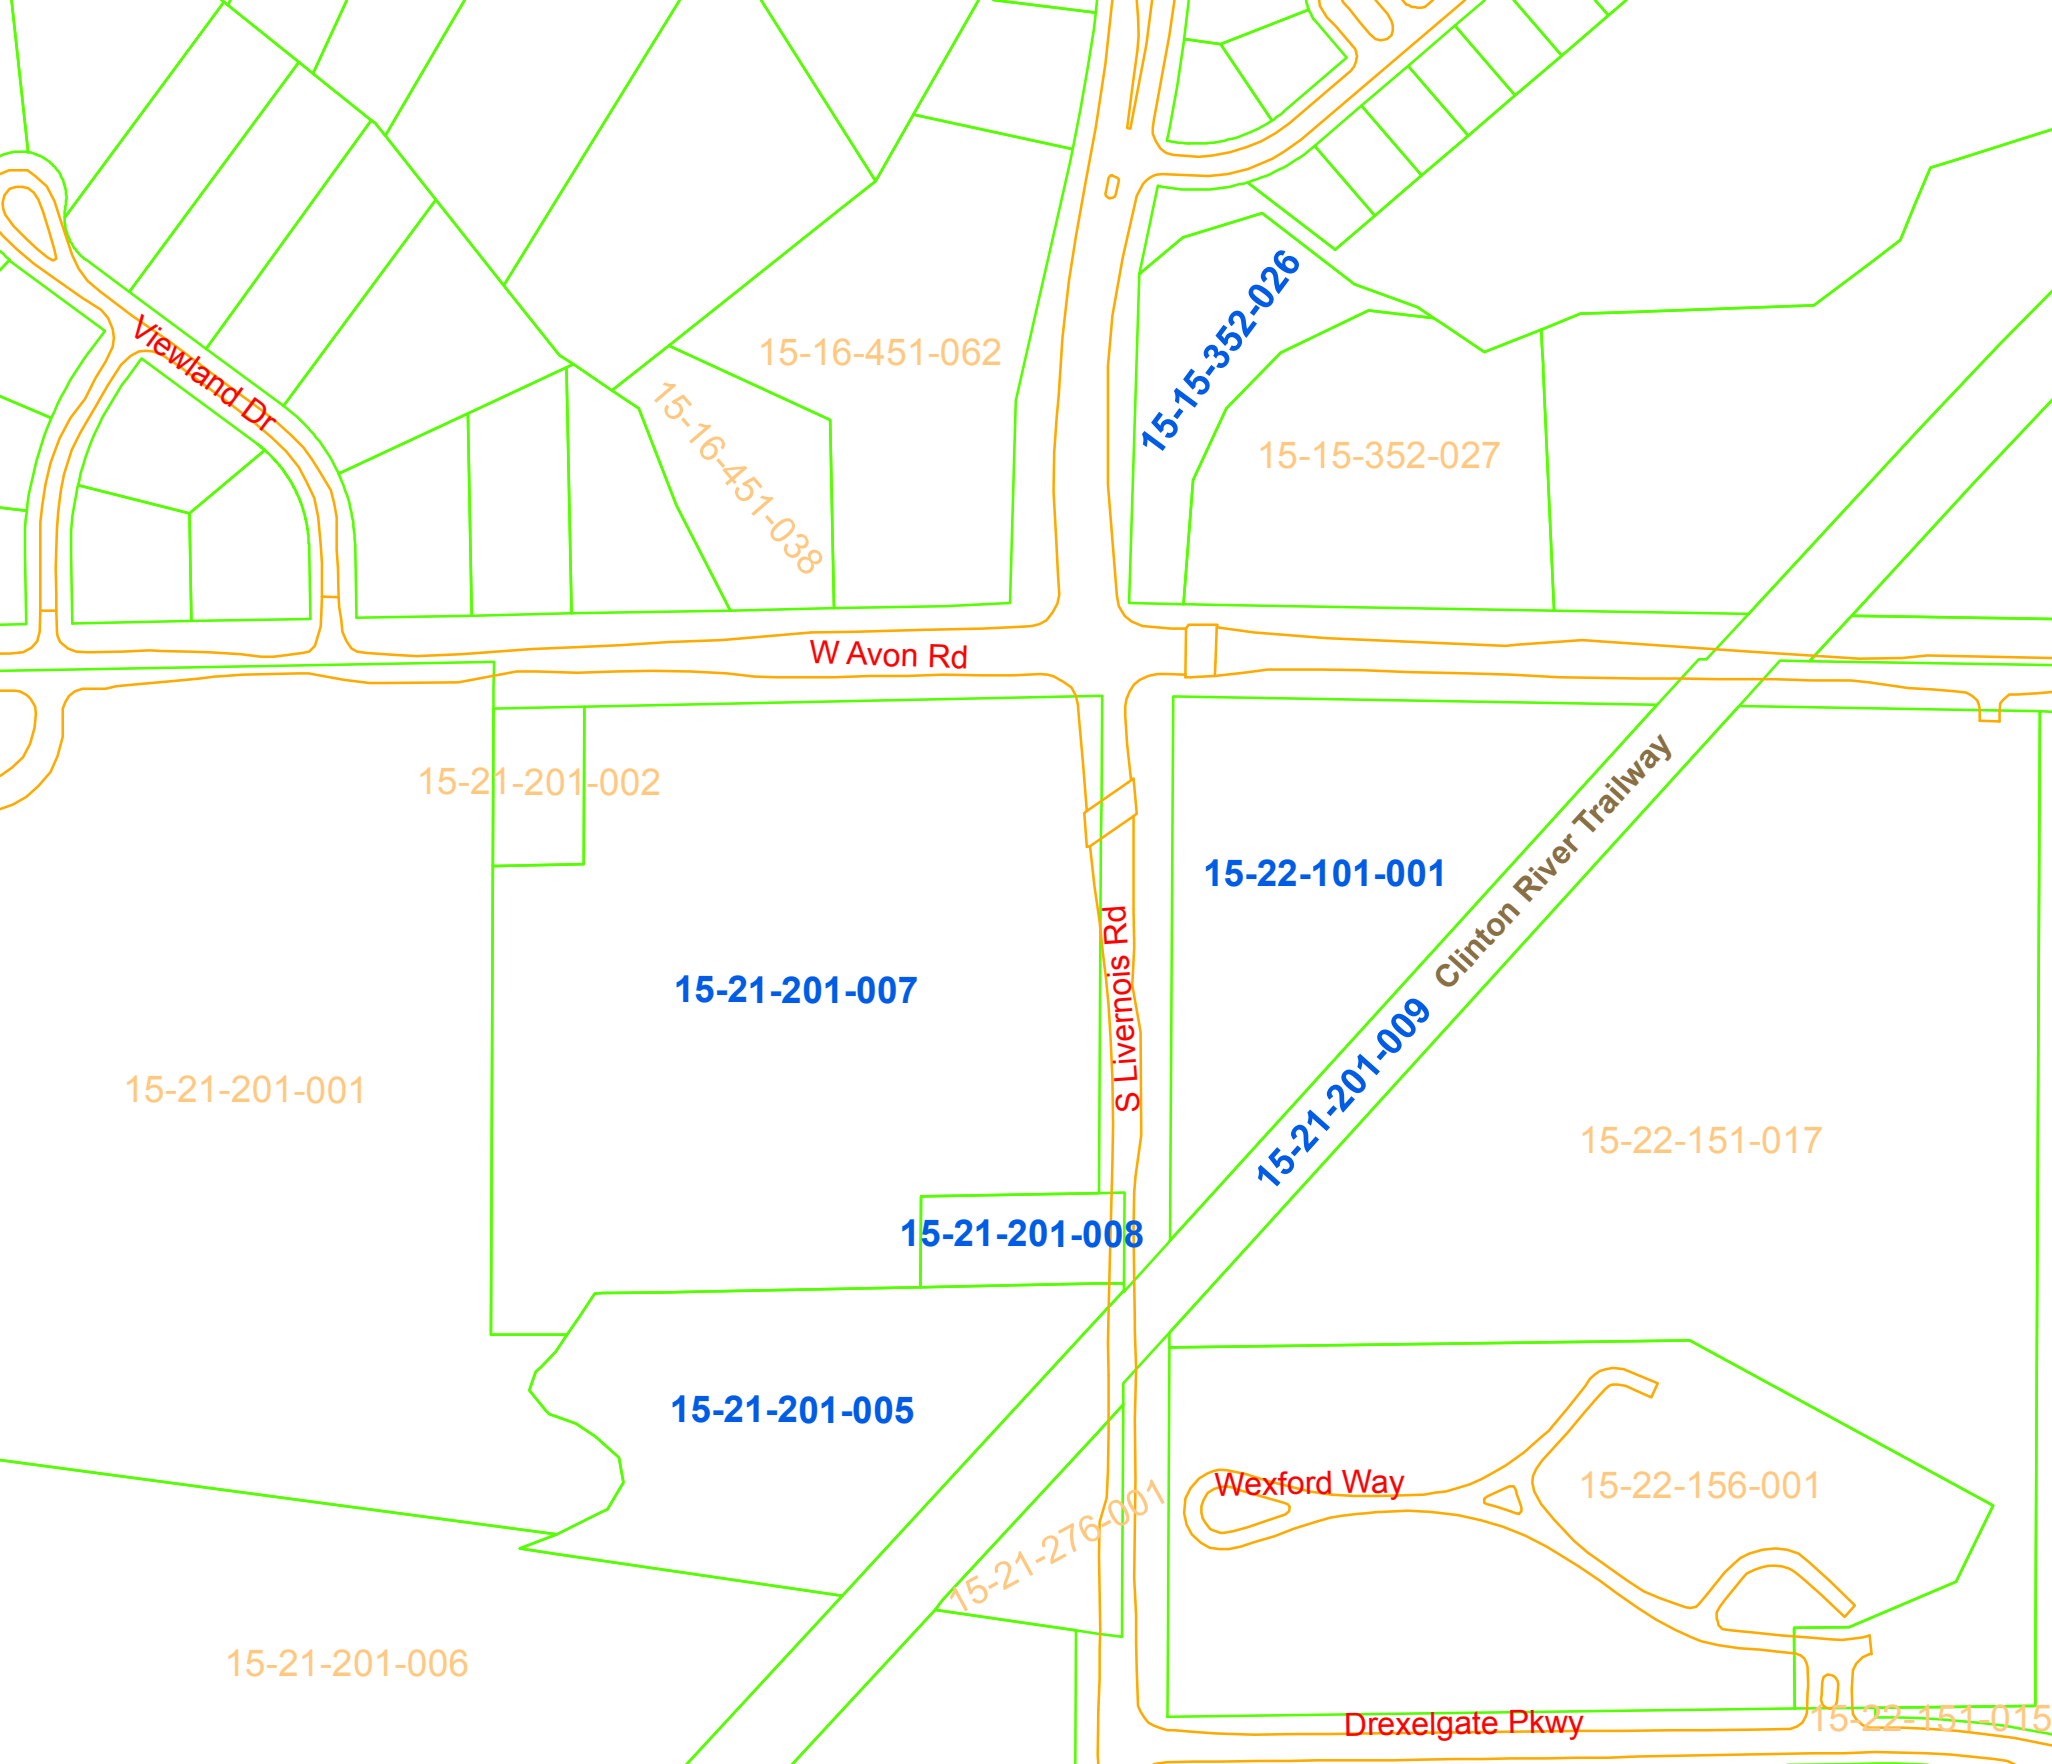 15-15-352-026
Viewland Dr
15-16-451-062
15-16-451-038
15-15-352-027
W Avon Rd
15-21-201-002
15-22-101-001
Clinton River Trailway
15-21-201-007
S Livernois Rd
15-21-201-009
15-21-201-001
15-22-151-017
15-21-201-008
15-21-201-005
Wexford Way
15-22-156-001
15-21-276-001
15-21-201-006
Drexelgate Pkwy
15-22-151-015